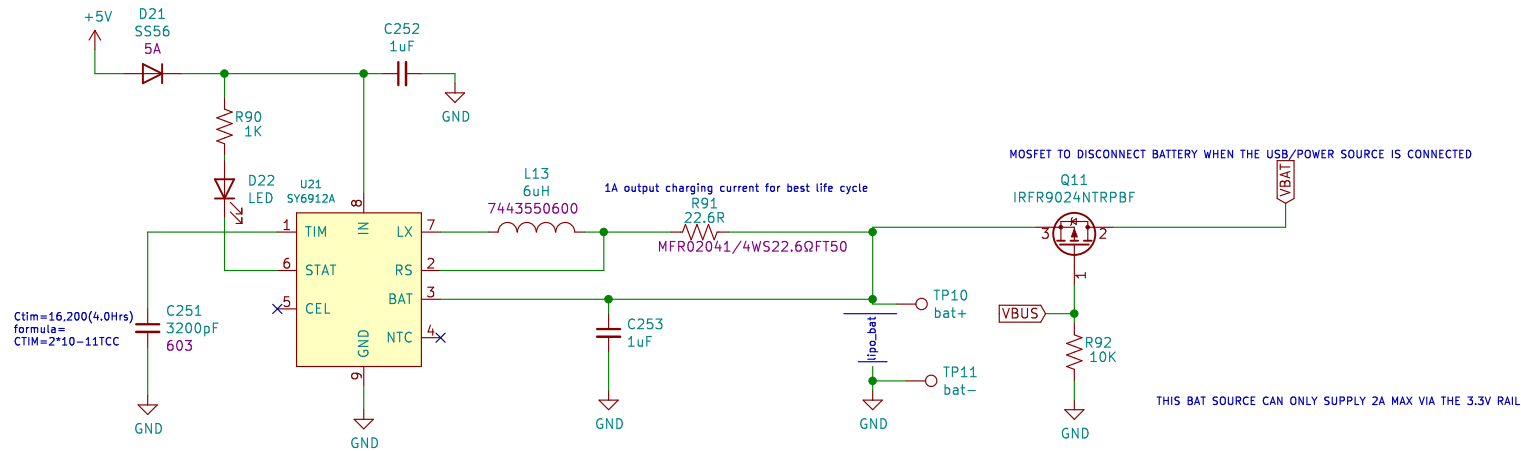 +5V
D21
SS56
5A
C252
1uF
GND
R90
1K
D22
LED
U21
SY6912A
8
IN
1
TIM
6
STAT
5
CEL
GND
9
GND
LX
7
RS
2
BAT
3
NTC
4
C251
3200pF
603
Ctim=16,200(4.0Hrs)
formula=
CTIM=2*10-11TCC
GND
L13
6uH
7443550600
1A output charging current for best life cycle
R91
22.6R
MFR02041/4WS22.6ΩFT50
C253
1uF
GND
TP10
bat+
lipo_bat
TP11
bat-
GND
MOSFET TO DISCONNECT BATTERY WHEN THE USB/POWER SOURCE IS CONNECTED
Q11
IRFR9024NTRPBF
3
2
1
VBAT
VBUS
R92
10K
GND
THIS BAT SOURCE CAN ONLY SUPPLY 2A MAX VIA THE 3.3V RAIL